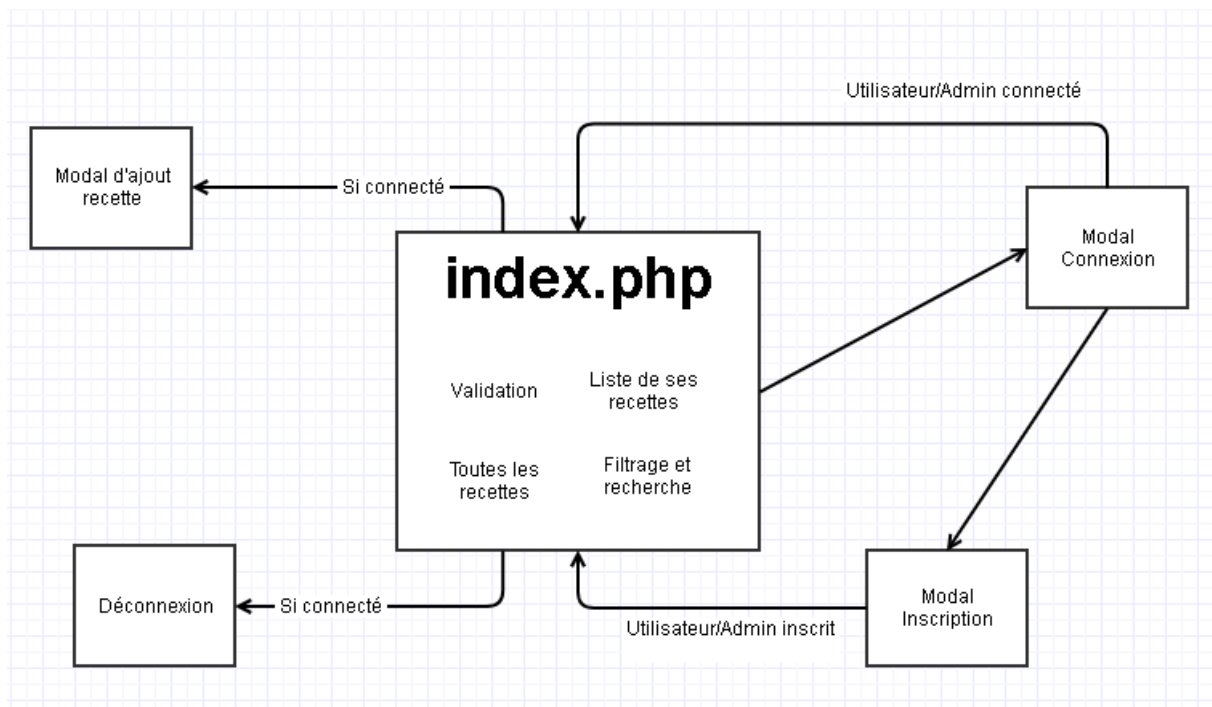 Utilisateur/Admin connecté
Modal d'ajout
recette
Si connecté
Modal
Connexion
index.php
Validation
Liste de ses
recettes
Toutes les
recettes
Filtrage et
recherche
Déconnexion
Si connecté
Utilisateur/Admin inscrit
Modal
Inscription